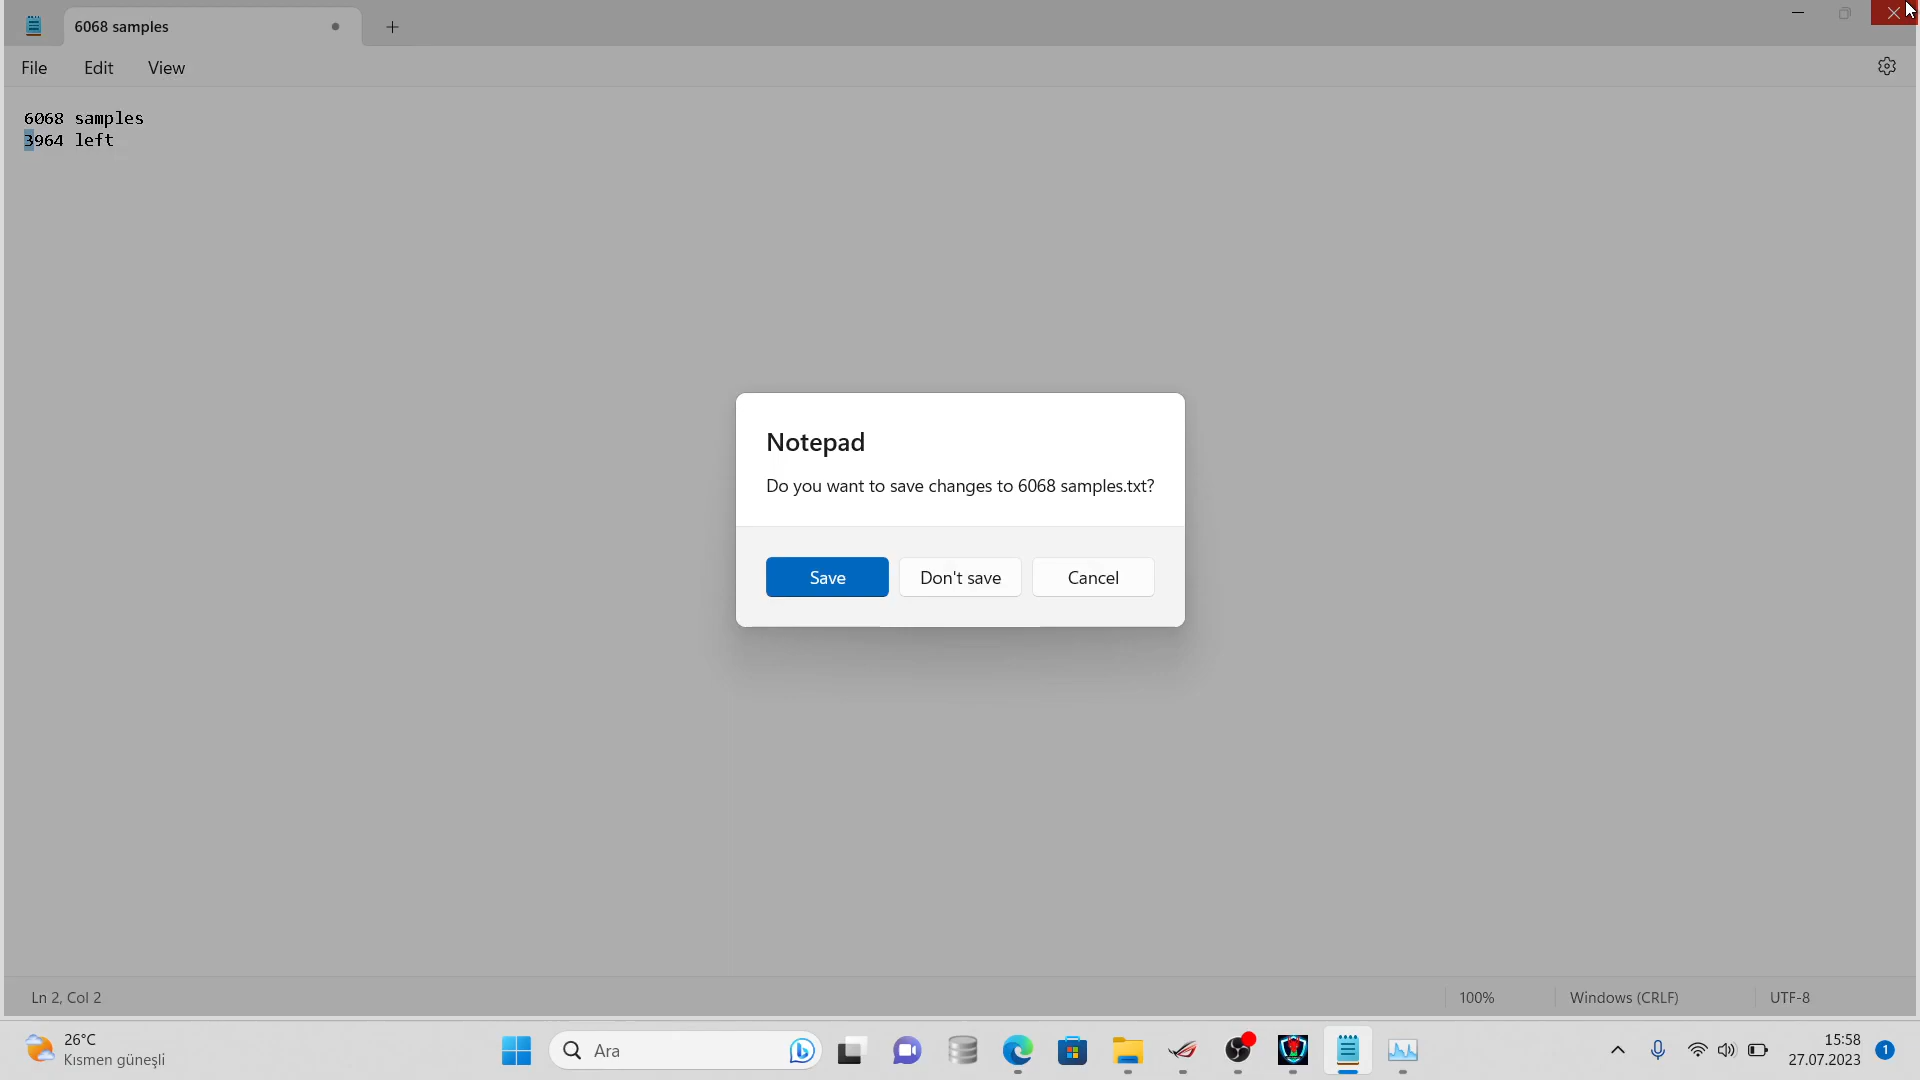 6068 samples
File Edit View
6068 samples
3964 left
Notepad
Do you want to save changes to 6068 samples.txt?
Save Don't save Cancel
Ln 2, Col 2 100% Windows (CRLF) UTF-8
26°C
Kısmen güneşli
Ara
15:58
27.07.2023
1